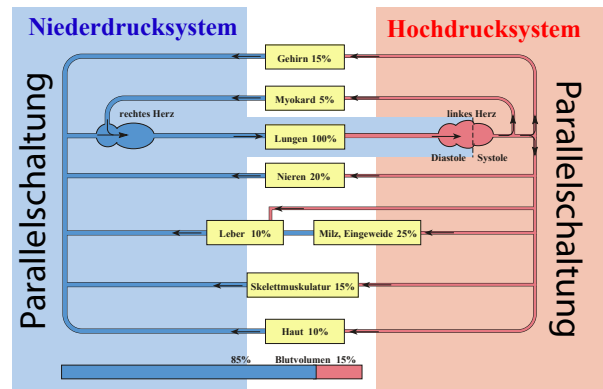 Niederdrucksystem
Hochdrucksystem
Parallelschaltung
Parallelschaltung
Gehirn 15%
Myokard 5%
rechtes Herz
linkes Herz
Lungen 100%
Diastole
Systole
Nieren 20%
Leber 10%
Milz, Eingeweide 25%
Skelettmuskulatur 15%
Haut 10%
85% Blutvolumen 15%